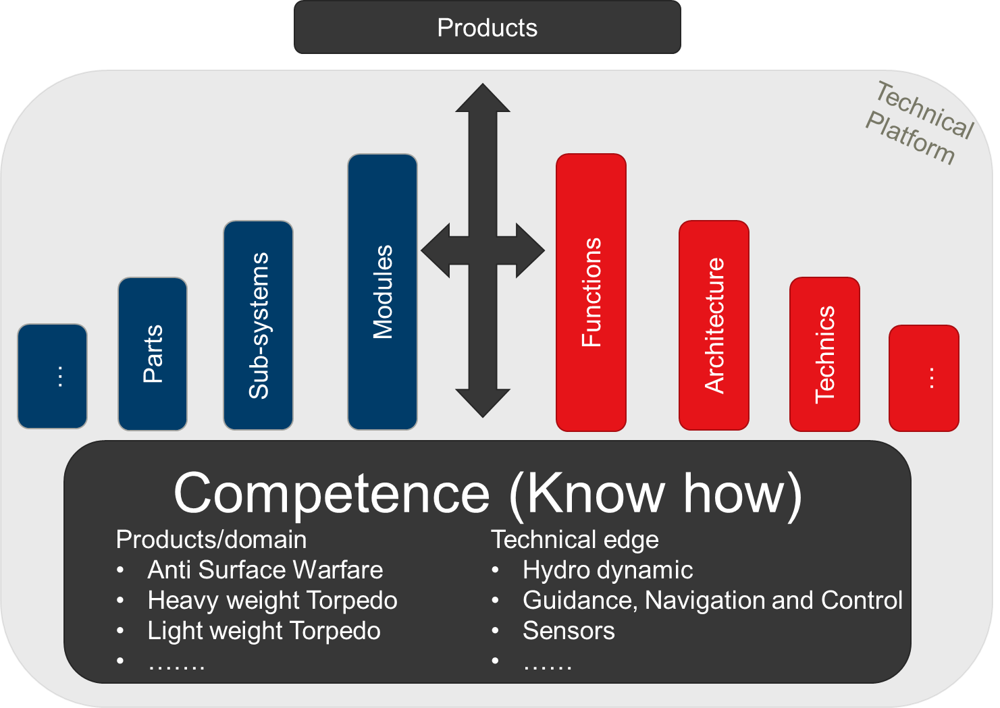 Products
Technical
Platform
...
Parts
Sub-systems
Modules
Functions
Architecture
Technics
...
Competence (Know how)
Products/domain
• Anti Surface Warfare
• Heavy weight Torpedo
• Light weight Torpedo
• .......
Technical edge
• Hydro dynamic
• Guidance, Navigation and Control
• Sensors
• ......